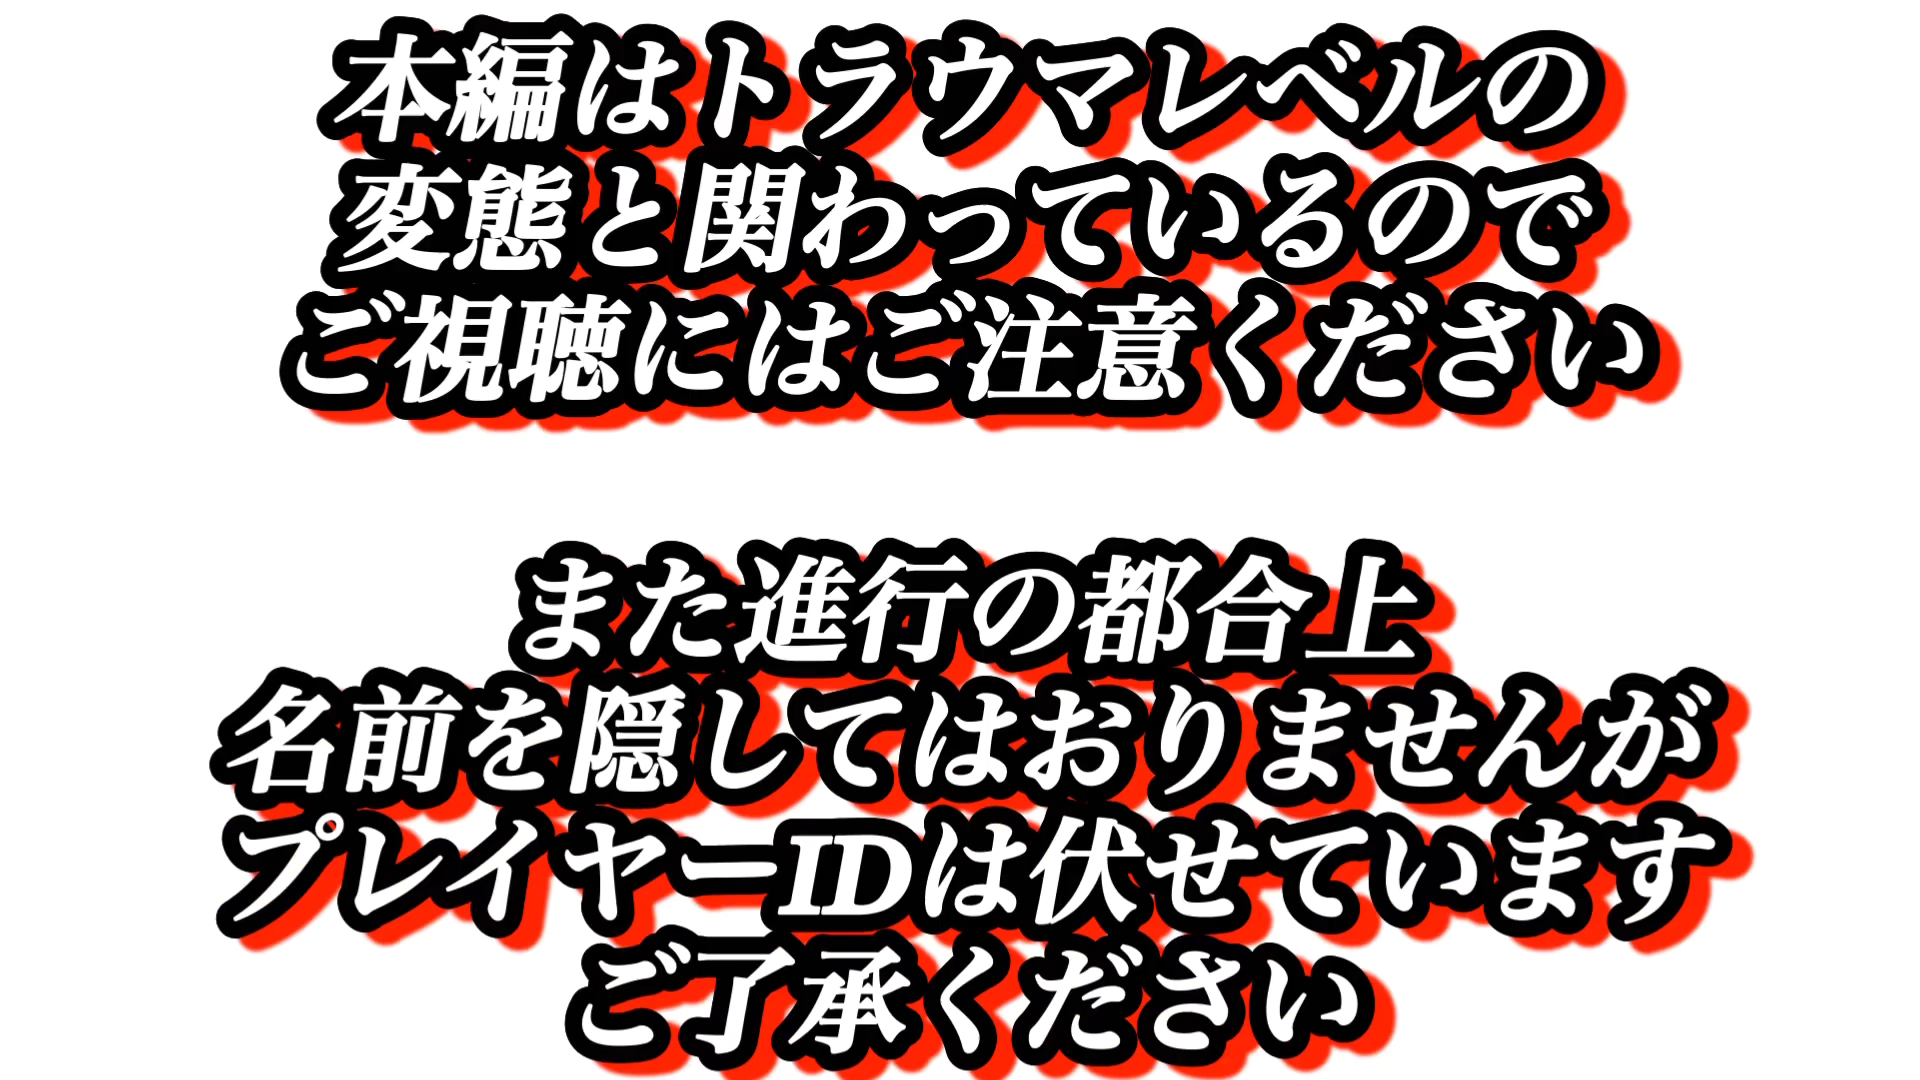 本編はトラウマレベルの
変態と関わっているので
ご視聴にはご注意ください
また進行の都合上
名前を隠してはおりませんが
プレイヤーIDは伏せています
ご了承ください